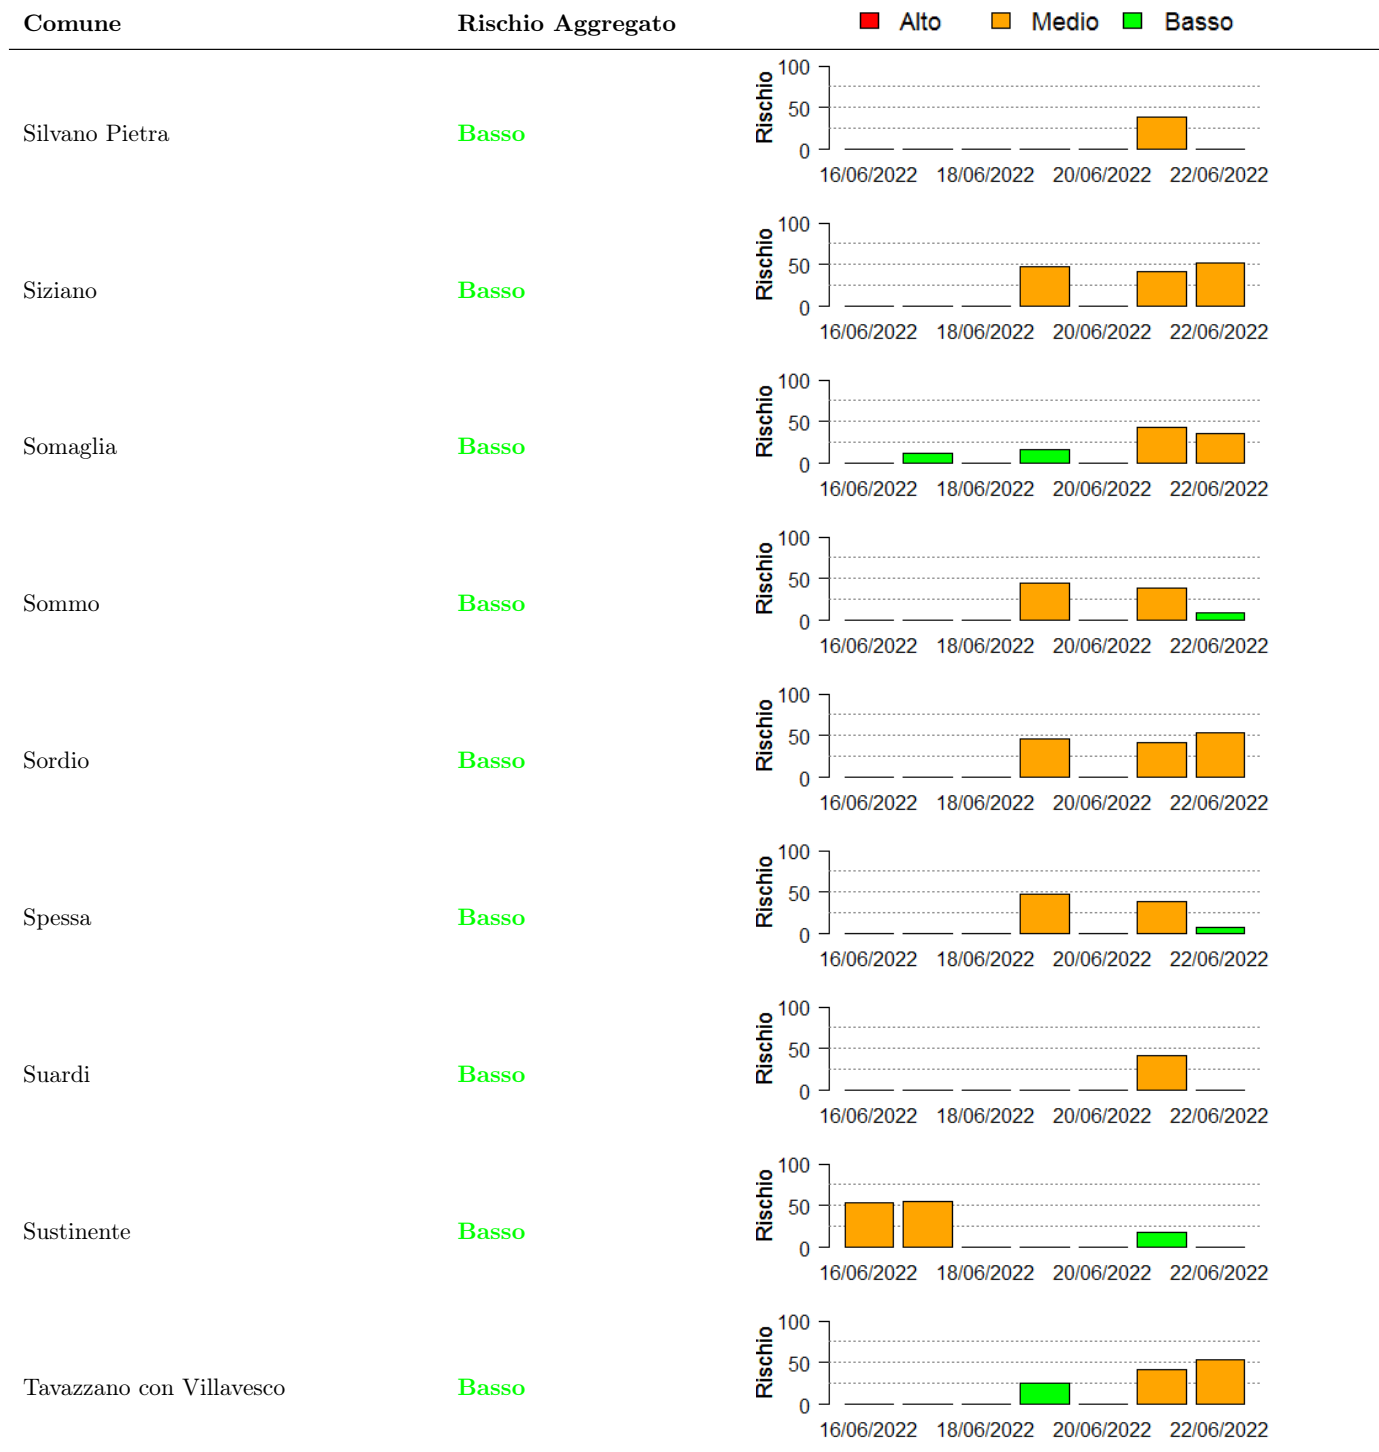 Comune Rischio Aggregato Alto Medio Basso
100
50
0
Rischio
Silvano Pietra Basso
16/06/2022 18/06/2022 20/06/2022 22/06/2022
100
50
0
Rischio
Siziano Basso
16/06/2022 18/06/2022 20/06/2022 22/06/2022
100
50
0
Rischio
Somaglia Basso
16/06/2022 18/06/2022 20/06/2022 22/06/2022
100
50
0
Rischio
Sommo Basso
16/06/2022 18/06/2022 20/06/2022 22/06/2022
100
50
0
Rischio
Sordio Basso
16/06/2022 18/06/2022 20/06/2022 22/06/2022
100
50
0
Rischio
Spessa Basso
16/06/2022 18/06/2022 20/06/2022 22/06/2022
100
50
0
Rischio
Suardi Basso
16/06/2022 18/06/2022 20/06/2022 22/06/2022
100
50
0
Rischio
Sustinente Basso
16/06/2022 18/06/2022 20/06/2022 22/06/2022
100
50
0
Rischio
Tavazzano con Villavesco Basso
16/06/2022 18/06/2022 20/06/2022 22/06/2022